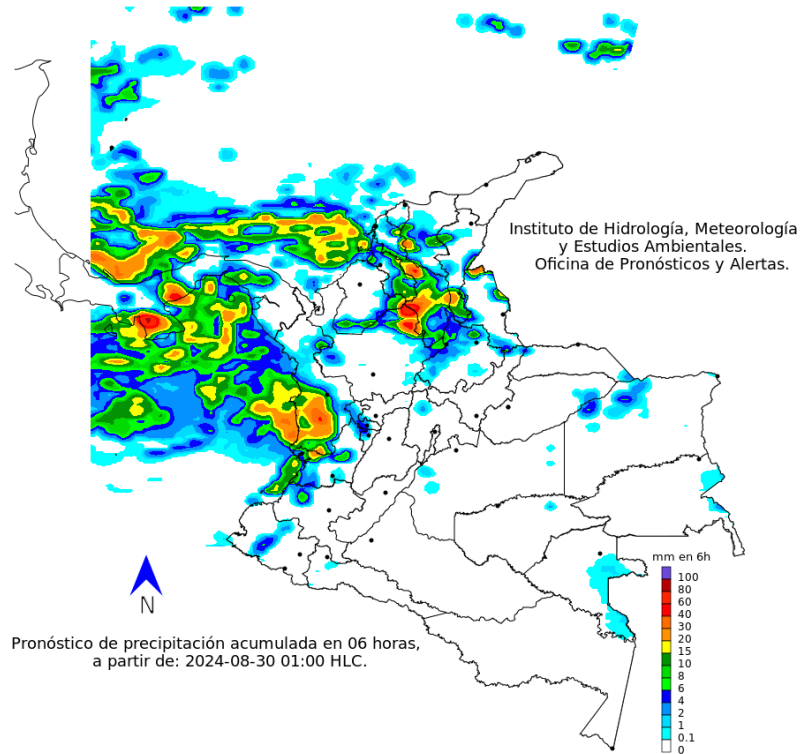 Instituto de Hidrología, Meteorología
y Estudios Ambientales.
Oficina de Pronósticos y Alertas.
mm en 6h
100
80
60
40
30
20
15
10
8
6
4
2
1
0.1
0
N
Pronóstico de precipitación acumulada en 06 horas,
a partir de: 2024-08-30 01:00 HLC.